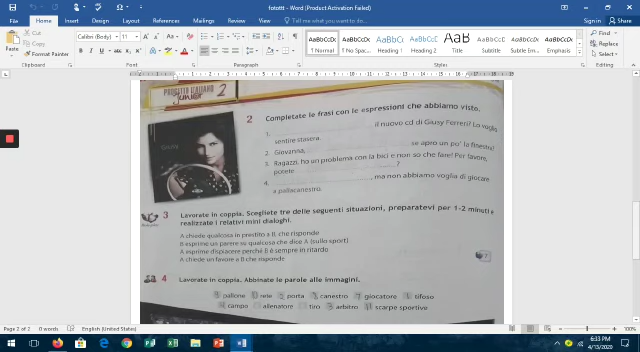 fotottt - Word (Product Activation Failed)
Sign in
Share
File Home Insert Design Layout References Mailings Review View Tell me what you want to do...
Paste
Cut
Copy
Format Painter
Clipboard
Calibri (Body) 11
Font
Paragraph
AaBbCcDc AaBbCcDc AaBbCc AaBbCcE AaB AaBbCcD AaBbCcDc AaBbCcDc
¶ Normal ¶ No Spac... Heading 1 Heading 2 Title Subtitle Subtle Em... Emphasis
Styles
Find
Replace
Select
Editing
PROGETTO ITALIANO
junior 2
2 Completate le frasi con le espressioni che abbiamo visto.
1. il nuovo cd di Giusy Ferreri? Lo voglio
sentire stasera.
2. Giovanna, se apro un po' la finestra?
3. Ragazzi, ho un problema con la bici e non so che fare! Per favore,
potete ?
4. , ma non abbiamo voglia di giocare
a pallacanestro.
3 Lavorate in coppia. Scegliete tre delle seguenti situazioni, preparatevi per 1-2 minuti e
realizzate i relativi mini dialoghi.
A chiede qualcosa in prestito a B, che risponde
B esprime un parere su qualcosa che dice A (sullo sport)
A esprime dispiacere perché B è sempre in ritardo
A chiede un favore a B che risponde
7
4 Lavorate in coppia. Abbinate le parole alle immagini.
pallone rete porta canestro giocatore tifoso
campo allenatore tiro arbitro scarpe sportive
Page 2 of 2 0 words English (United States)
100%
6:33 PM
4/13/2020